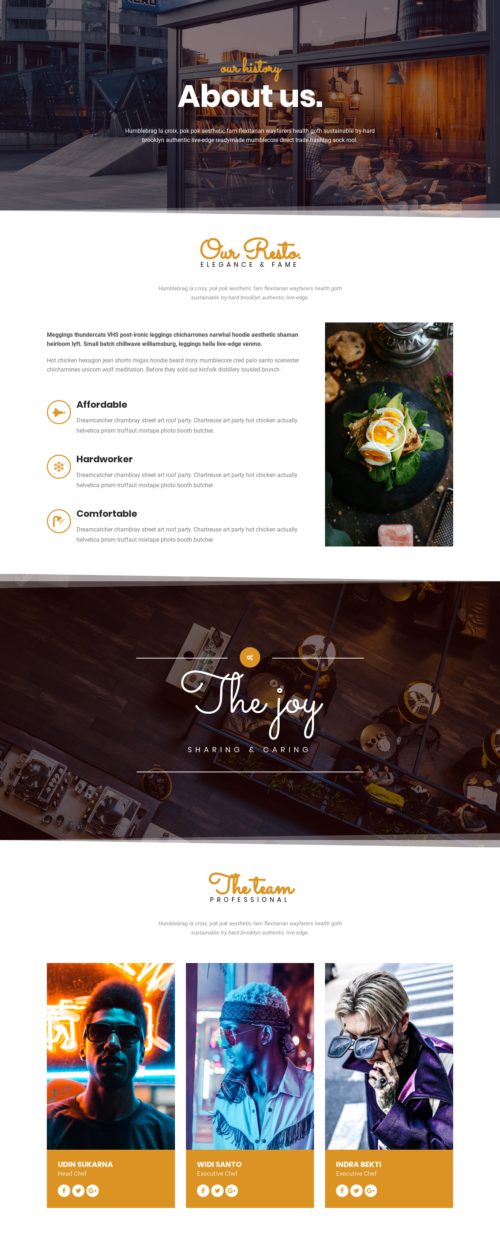 our history
About us.
Humblebrag la croix, pok pok aesthetic fam flexitarian wayfarers health goth sustainable try-hard
brooklyn authentic live-edge readymade mumblecore direct trade hashtag sock rool.
Our Resto.
ELEGANCE & FAME
Humblebrag la croix, pok pok aesthetic fam flexitarian wayfarers health goth
sustainable try-hard brooklyn authentic live-edge.
Meggings thundercats VHS post-ironic leggings chicharrones narwhal hoodie aesthetic shaman
heirloom lyft. Small batch chillwave williamsburg, leggings hella live-edge venmo.
Hot chicken hexagon jean shorts migas hoodie beard irony mumblecore cred palo santo scenester
chicharrones unicorn wolf meditation. Before they sold out kinfolk distillery tousled brunch.
Affordable
Dreamcatcher chambray street art roof party. Chartreuse art party hot chicken actually
helvetica prism truffaut mixtape photo booth butcher.
Hardworker
Dreamcatcher chambray street art roof party. Chartreuse art party hot chicken actually
helvetica prism truffaut mixtape photo booth butcher.
Comfortable
Dreamcatcher chambray street art roof party. Chartreuse art party hot chicken actually
helvetica prism truffaut mixtape photo booth butcher.
The joy
SHARING & CARING
The team
PROFESSIONAL
Humblebrag la croix, pok pok aesthetic fam flexitarian wayfarers health goth
sustainable try-hard brooklyn authentic live-edge.
UDIN SUKARNA
Head Chef
WIDI SANTO
Executive Chef
INDRA BEKTI
Executive Chef